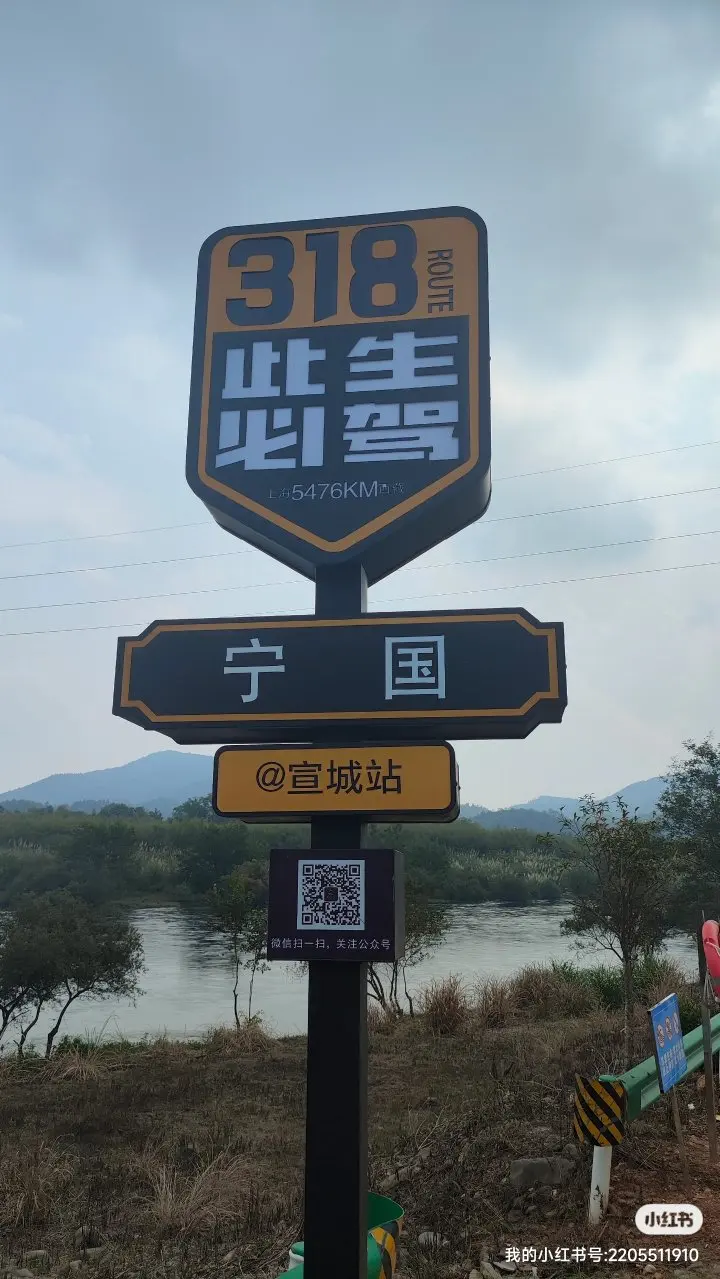 318 ROUTE
此生
必驾
上海5476KM西藏
宁国
@宣城站
微信扫一扫，关注公众号
小红书
我的小红书号:2205511910